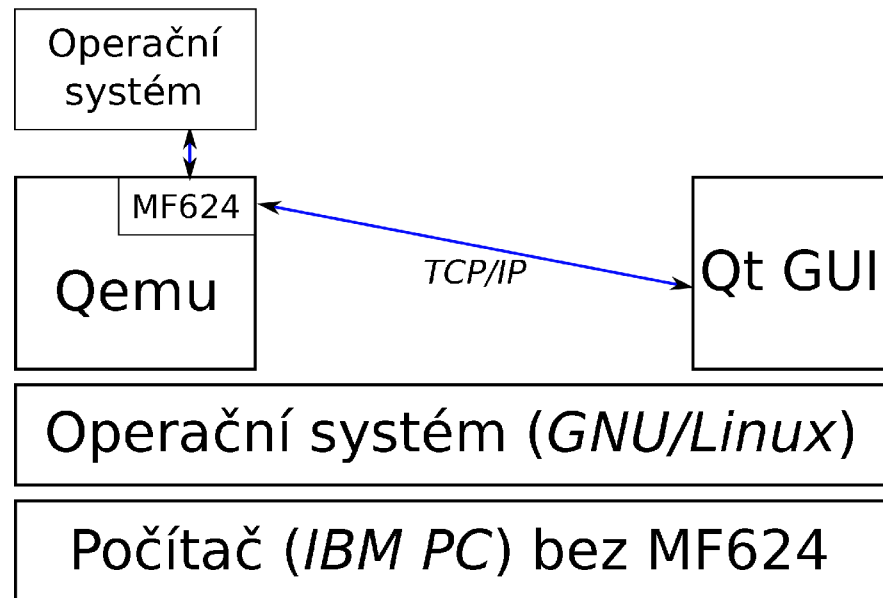 Operační
systém
MF624
Qemu
TCP/IP
Qt GUI
Operační systém (GNU/Linux)
Počítač (IBM PC) bez MF624